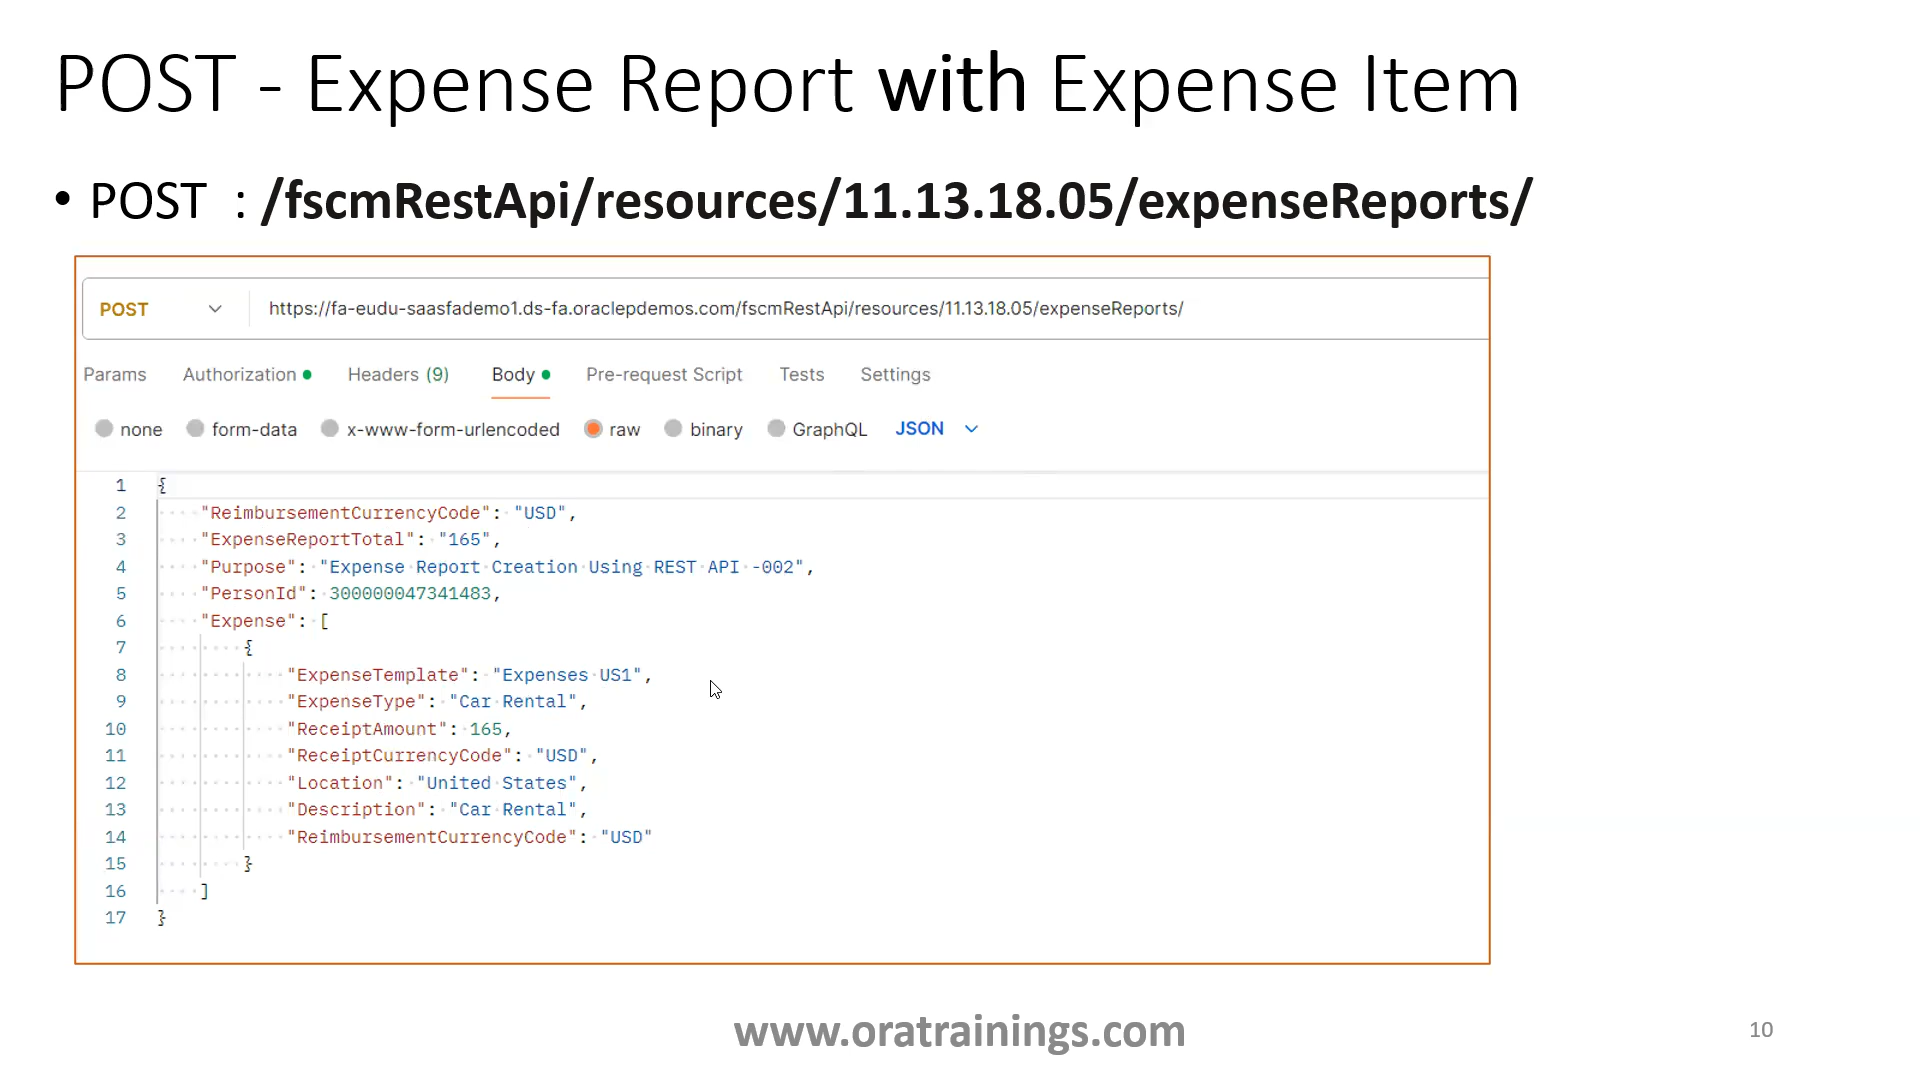 POST - Expense Report with Expense Item
• POST : /fscmRestApi/resources/11.13.18.05/expenseReports/
POST https://fa-eudu-saasfademo1.ds-fa.oraclepdemos.com/fscmRestApi/resources/11.13.18.05/expenseReports/
Params Authorization Headers (9) Body Pre-request Script Tests Settings
none form-data x-www-form-urlencoded raw binary GraphQL JSON
1 {
2 "ReimbursementCurrencyCode": "USD",
3 "ExpenseReportTotal": "165",
4 "Purpose": "Expense Report Creation Using REST API -002",
5 "PersonId": 300000047341483,
6 "Expense": [
7 {
8 "ExpenseTemplate": "Expenses US1",
9 "ExpenseType": "Car Rental",
10 "ReceiptAmount": 165,
11 "ReceiptCurrencyCode": "USD",
12 "Location": "United States",
13 "Description": "Car Rental",
14 "ReimbursementCurrencyCode": "USD"
15 }
16 ]
17 }
www.oratrainings.com
10